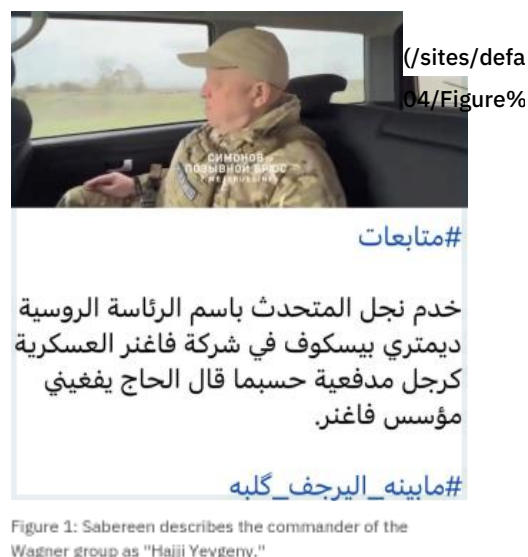 (/sites/defa
04/Figure%
СИМОНОВ
ПОЗЫВНОЙ БРЮС
#متابعات
خدم نجل المتحدث باسم الرئاسة الروسية
ديمتري بيسكوف في شركة فاغنر العسكرية
كرجل مدفعية حسبما قال الحاج يفغيني
مؤسس فاغنر.
#مابينه_اليرجف_گلبه
Figure 1: Sabereen describes the commander of the
Wagner group as "Hajji Yevgeny."